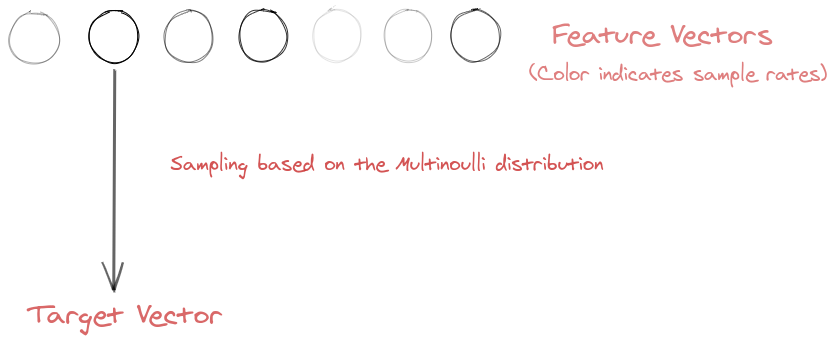 Feature Vectors
(Color indicates sample rates)
Sampling based on the Multinoulli distribution
Target Vector